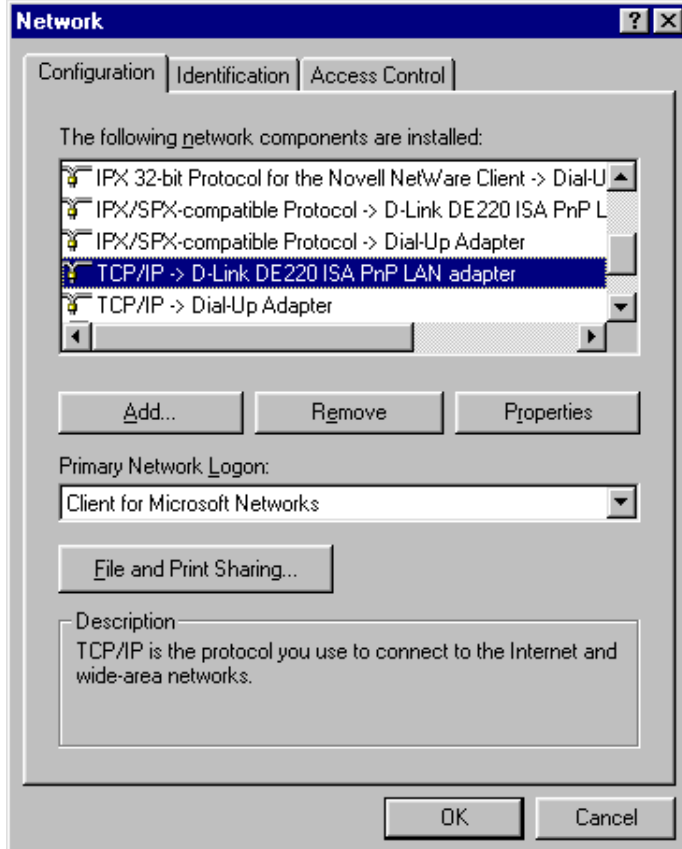 Network
Configuration
Identification
Access Control
The following network components are installed:
IPX 32-bit Protocol for the Novell NetWare Client -> Dial-U
IPX/SPX-compatible Protocol -> D-Link DE220 ISA PnP L
IPX/SPX-compatible Protocol -> Dial-Up Adapter
TCP/IP -> D-Link DE220 ISA PnP LAN adapter
TCP/IP -> Dial-Up Adapter
Add...
Remove
Properties
Primary Network Logon:
Client for Microsoft Networks
File and Print Sharing...
Description
TCP/IP is the protocol you use to connect to the Internet and
wide-area networks.
OK
Cancel